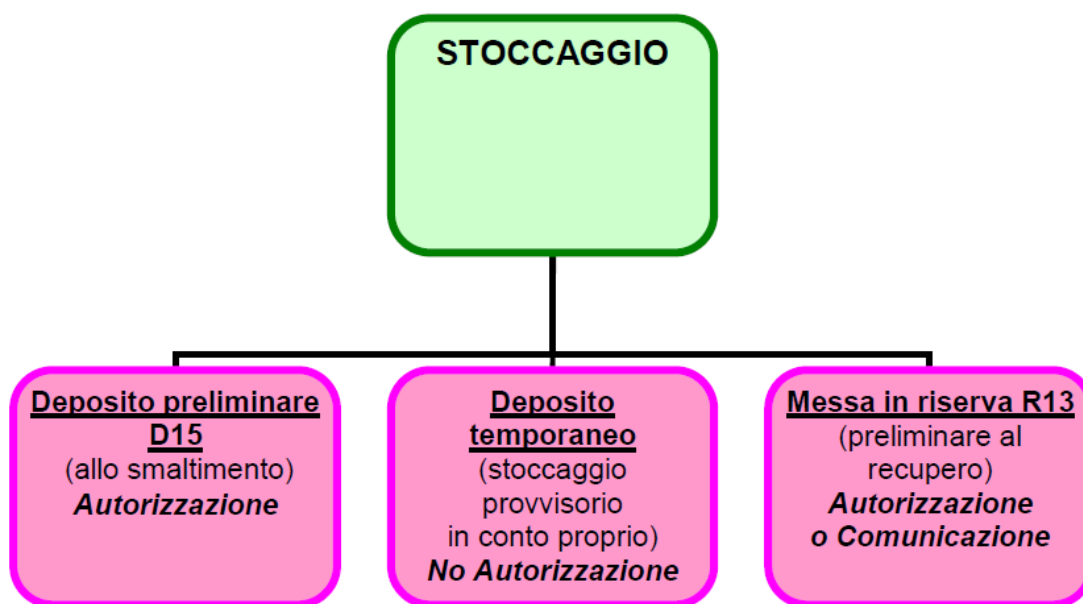 STOCCAGGIO
Deposito preliminare
D15
(allo smaltimento)
Autorizzazione
Deposito
temporaneo
(stoccaggio
provvisorio
in conto proprio)
No Autorizzazione
Messa in riserva R13
(preliminare al
recupero)
Autorizzazione
o Comunicazione